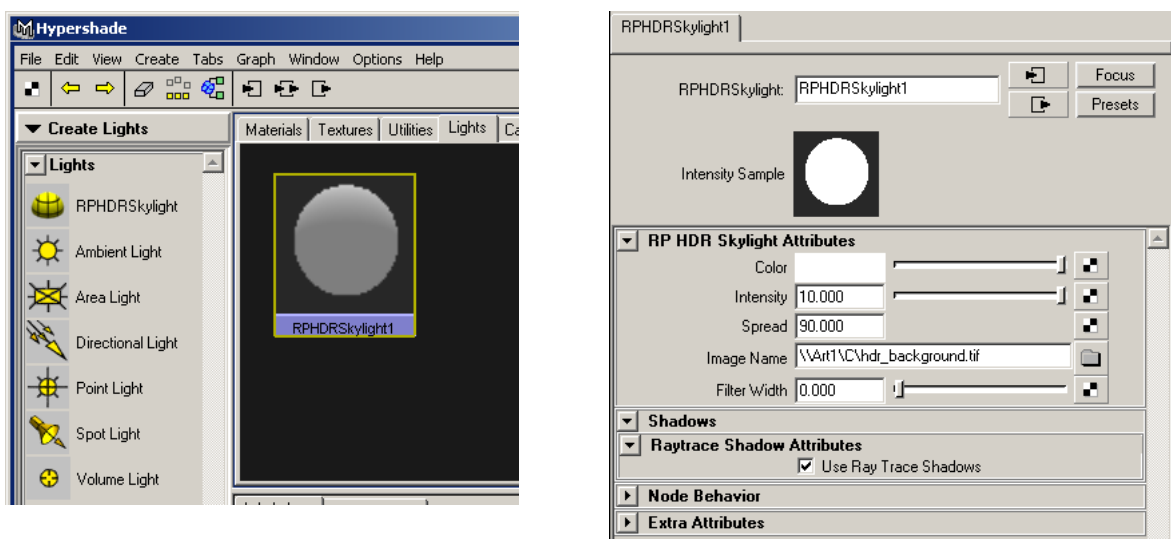 Hypershade
File Edit View Create Tabs Graph Window Options Help
Create Lights
Materials Textures Utilities Lights Ca
Lights
RPHDRSkylight
Ambient Light
Area Light
Directional Light
Point Light
Spot Light
Volume Light
RPHDRSkylight1
RPHDRSkylight1
RPHDRSkylight: RPHDRSkylight1
Focus
Presets
Intensity Sample
RP HDR Skylight Attributes
Color
Intensity 10.000
Spread 90.000
Image Name \\Art1\C\hdr_background.tif
Filter Width 0.000
Shadows
Raytrace Shadow Attributes
Use Ray Trace Shadows
Node Behavior
Extra Attributes